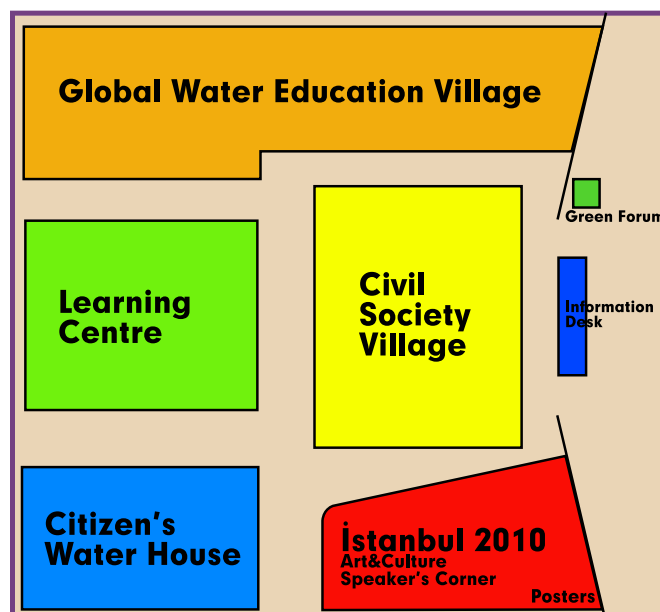 Global Water Education Village
Green Forum
Learning
Centre
Civil
Society
Village
Information
Desk
Citizen's
Water House
İstanbul 2010
Art&Culture
Speaker's Corner
Posters